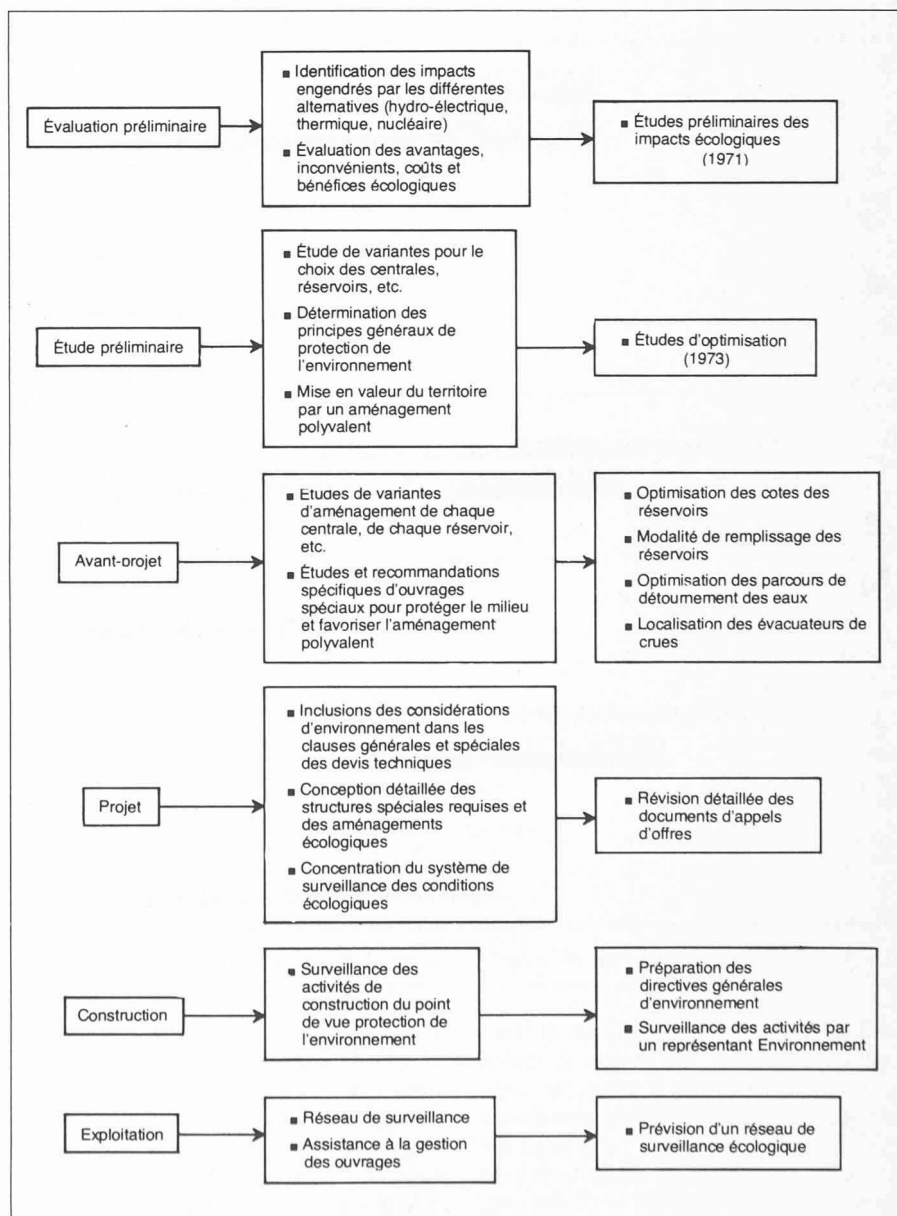 Évaluation préliminaire
■ Identification des impacts
engendrés par les différentes
alternatives (hydro-électrique,
thermique, nucléaire)
■ Évaluation des avantages,
inconvénients, coûts et
bénéfices écologiques
■ Études préliminaires des
impacts écologiques
(1971)
Étude préliminaire
■ Étude de variantes pour le
choix des centrales,
réservoirs, etc.
■ Détermination des
principes généraux de
protection de
l'environnement
■ Mise en valeur du territoire
par un aménagement
polyvalent
■ Études d'optimisation
(1973)
Avant-projet
■ Etudes de variantes
d'aménagement de chaque
centrale, de chaque réservoir,
etc.
■ Études et recommandations
spécifiques d'ouvrages
spéciaux pour protéger le milieu
et favoriser l'aménagement
polyvalent
■ Optimisation des cotes des
réservoirs
■ Modalité de remplissage des
réservoirs
■ Optimisation des parcours de
détournement des eaux
■ Localisation des évacuateurs de
crues
Projet
■ Inclusions des considérations
d'environnement dans les
clauses générales et spéciales
des devis techniques
■ Conception détaillée des
structures spéciales requises et
des aménagements
écologiques
■ Concentration du système de
surveillance des conditions
écologiques
■ Révision détaillée des
documents d'appels
d'offres
Construction
■ Surveillance des
activités de
construction du point
de vue protection de
l'environnement
■ Préparation des
directives générales
d'environnement
■ Surveillance des activités par
un représentant Environnement
Exploitation
■ Réseau de surveillance
■ Assistance à la gestion
des ouvrages
■ Prévision d'un réseau de
surveillance écologique